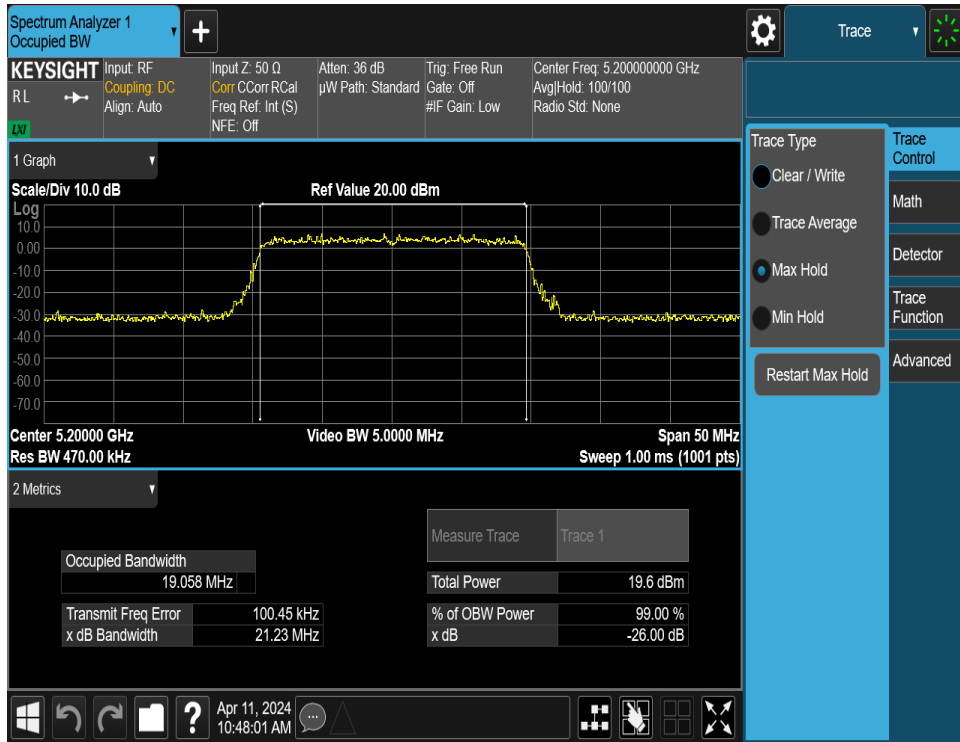 Spectrum Analyzer 1
Occupied BW
+
Trace
KEYSIGHT
R L
LXI
Input: RF
Coupling: DC
Align: Auto
Input Z: 50 Ω
Corr CCorr RCal
Freq Ref: Int (S)
NFE: Off
Atten: 36 dB
µW Path: Standard
Trig: Free Run
Gate: Off
#IF Gain: Low
Center Freq: 5.200000000 GHz
Avg|Hold: 100/100
Radio Std: None
1 Graph
Scale/Div 10.0 dB
Ref Value 20.00 dBm
Log
10.0
0.00
-10.0
-20.0
-30.0
-40.0
-50.0
-60.0
-70.0
Center 5.20000 GHz
Video BW 5.0000 MHz
Span 50 MHz
Res BW 470.00 kHz
Sweep 1.00 ms (1001 pts)
2 Metrics
Measure Trace Trace 1
Occupied Bandwidth
19.058 MHz
Total Power 19.6 dBm
Transmit Freq Error 100.45 kHz
% of OBW Power 99.00 %
x dB Bandwidth 21.23 MHz
x dB -26.00 dB
Trace Type
Clear / Write
Trace Average
Max Hold
Min Hold
Restart Max Hold
Trace
Control
Math
Detector
Trace
Function
Advanced
?
Apr 11, 2024
10:48:01 AM